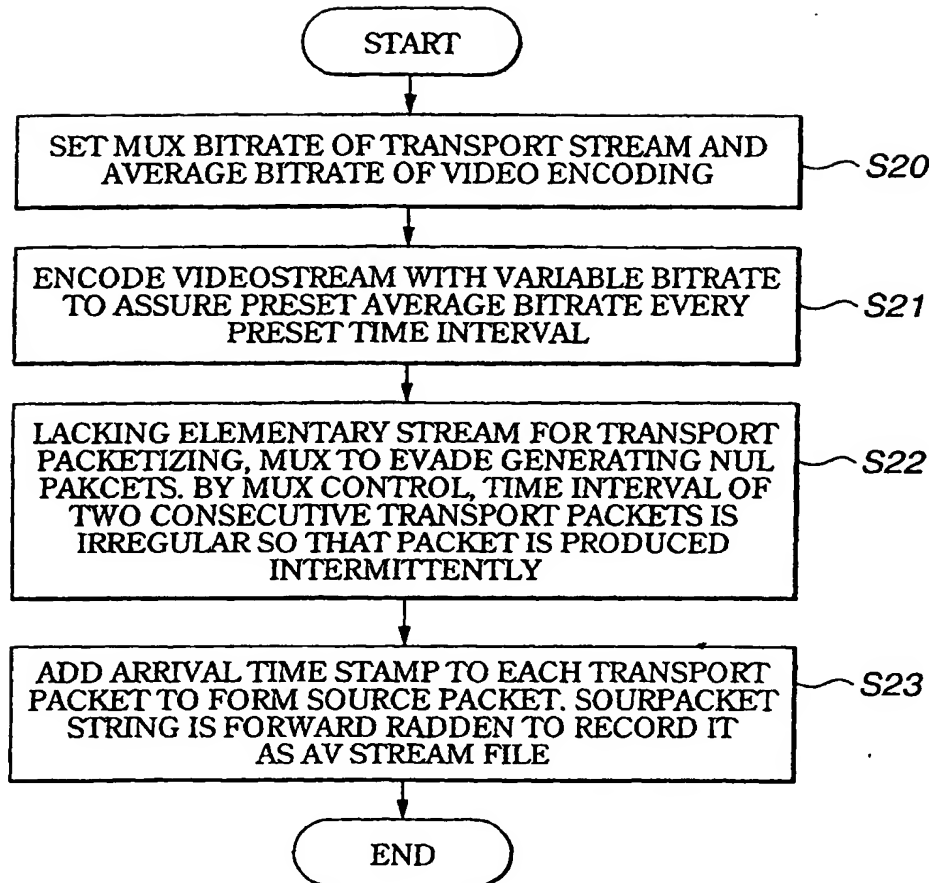 START
SET MUX BITRATE OF TRANSPORT STREAM AND
AVERAGE BITRATE OF VIDEO ENCODING
S20
ENCODE VIDEOSTREAM WITH VARIABLE BITRATE
TO ASSURE PRESET AVERAGE BITRATE EVERY
PRESET TIME INTERVAL
S21
LACKING ELEMENTARY STREAM FOR TRANSPORT
PACKETIZING, MUX TO EVADE GENERATING NUL
PAKCETS. BY MUX CONTROL, TIME INTERVAL OF
TWO CONSECUTIVE TRANSPORT PACKETS IS
IRREGULAR SO THAT PACKET IS PRODUCED
INTERMITTENTLY
S22
ADD ARRIVAL TIME STAMP TO EACH TRANSPORT
PACKET TO FORM SOURCE PACKET. SOURPACKET
STRING IS FORWARD RADDEN TO RECORD IT
AS AV STREAM FILE
S23
END